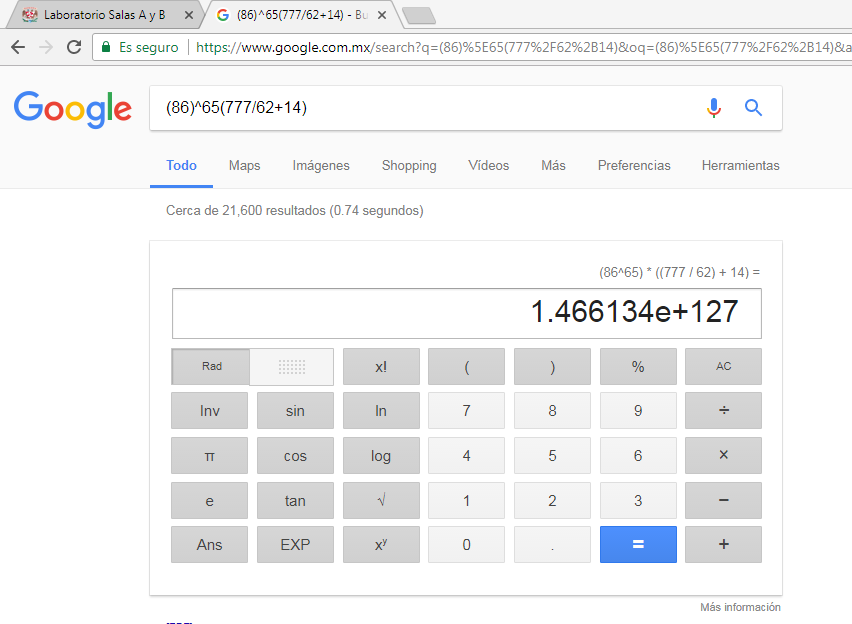 Laboratorio Salas A y B
(86)^65(777/62+14) - Bu
Es seguro
https://www.google.com.mx/search?q=(86)%5E65(777%2F62%2B14)&oq=(86)%5E65(777%2F62%2B14)&a
Google
(86)^65(777/62+14)
Todo Maps Imágenes Shopping Vídeos Más Preferencias Herramientas
Cerca de 21,600 resultados (0.74 segundos)
(86^65) * ((777 / 62) + 14) =
1.466134e+127
Rad x! ( ) % AC
Inv sin ln 7 8 9 ÷
π cos log 4 5 6 ×
e tan √ 1 2 3 −
Ans EXP xʸ 0 . = +
Más información